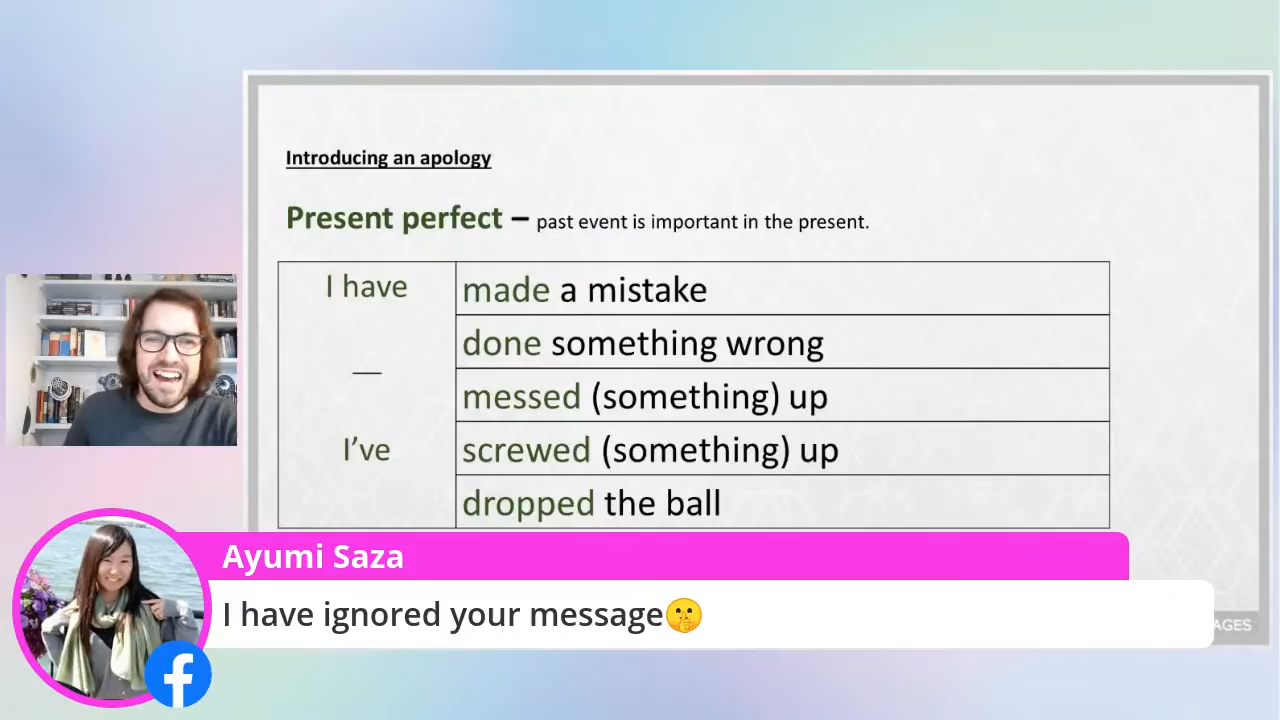 Introducing an apology
Present perfect – past event is important in the present.
I have
—
I've
made a mistake
done something wrong
messed (something) up
screwed (something) up
dropped the ball
Ayumi Saza
I have ignored your message🤫
AGES